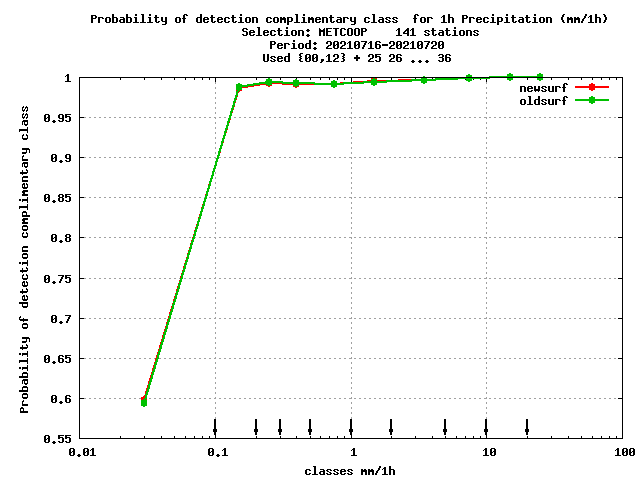 Probability of detection complimentary class  for 1h Precipitation (mm/1h)
Selection: METCOOP    141 stations
Period: 20210716-20210720
Used {00,12} + 25 26 ... 36
newsurf
oldsurf
Probability of detection complimentary class
1
0.95
0.9
0.85
0.8
0.75
0.7
0.65
0.6
0.55
0.01
0.1
1
10
100
classes mm/1h